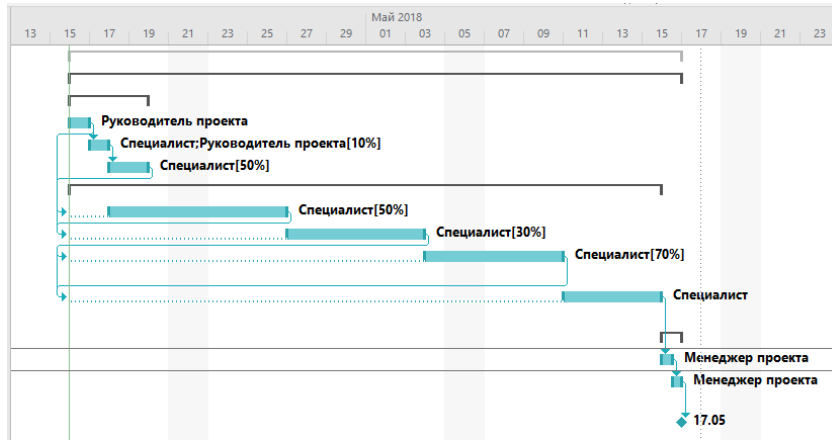 Май 2018
13 15 17 19 21 23 25 27 29 01 03 05 07 09 11 13 15 17 19 21 23
Руководитель проекта
Специалист;Руководитель проекта[10%]
Специалист[50%]
Специалист[50%]
Специалист[30%]
Специалист[70%]
Специалист
Менеджер проекта
Менеджер проекта
17.05